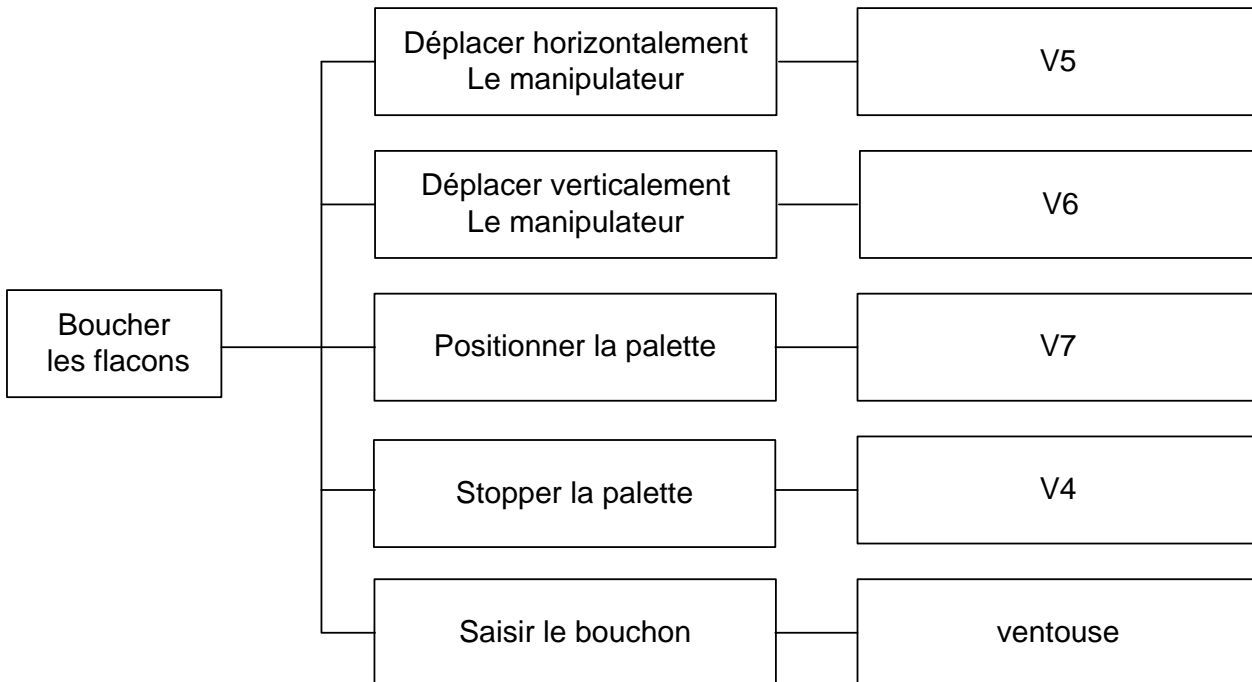 Déplacer horizontalement
Le manipulateur
V5
Déplacer verticalement
Le manipulateur
V6
Boucher
les flacons
Positionner la palette
V7
Stopper la palette
V4
Saisir le bouchon
ventouse